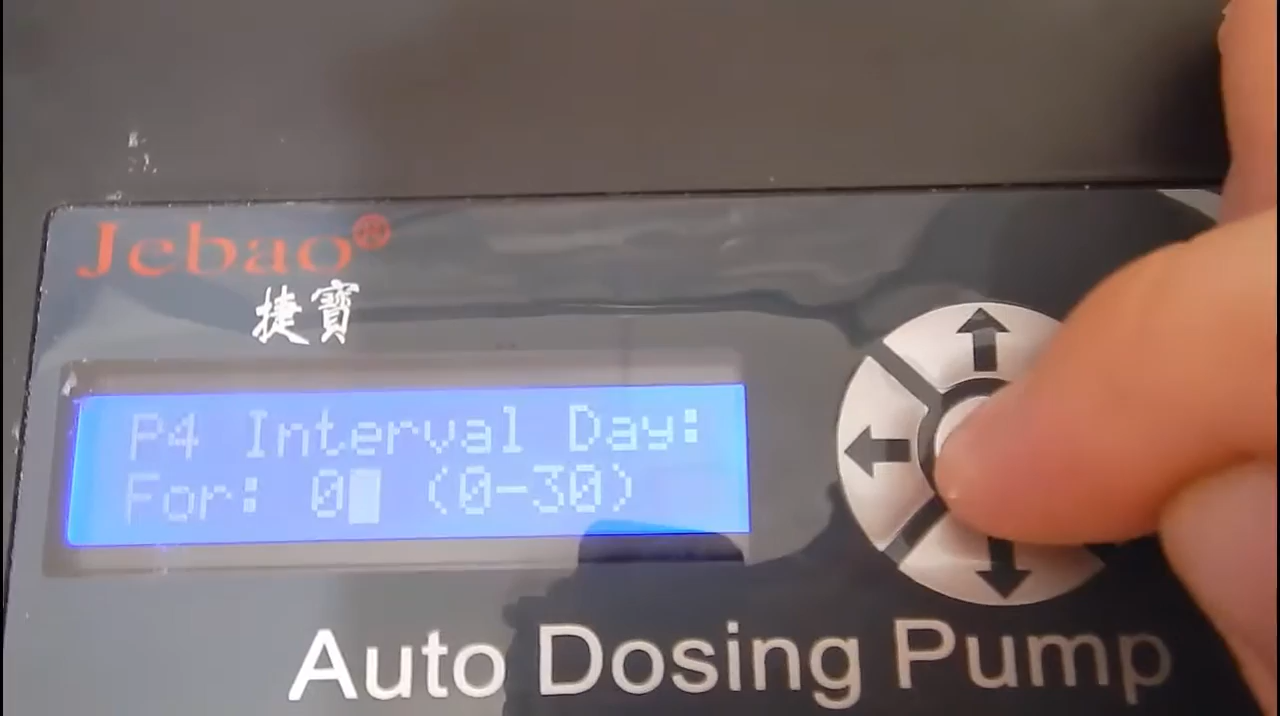 Jebao®
捷寶
P4 Interval Day:
For: 0 (0-30)
Auto Dosing Pump